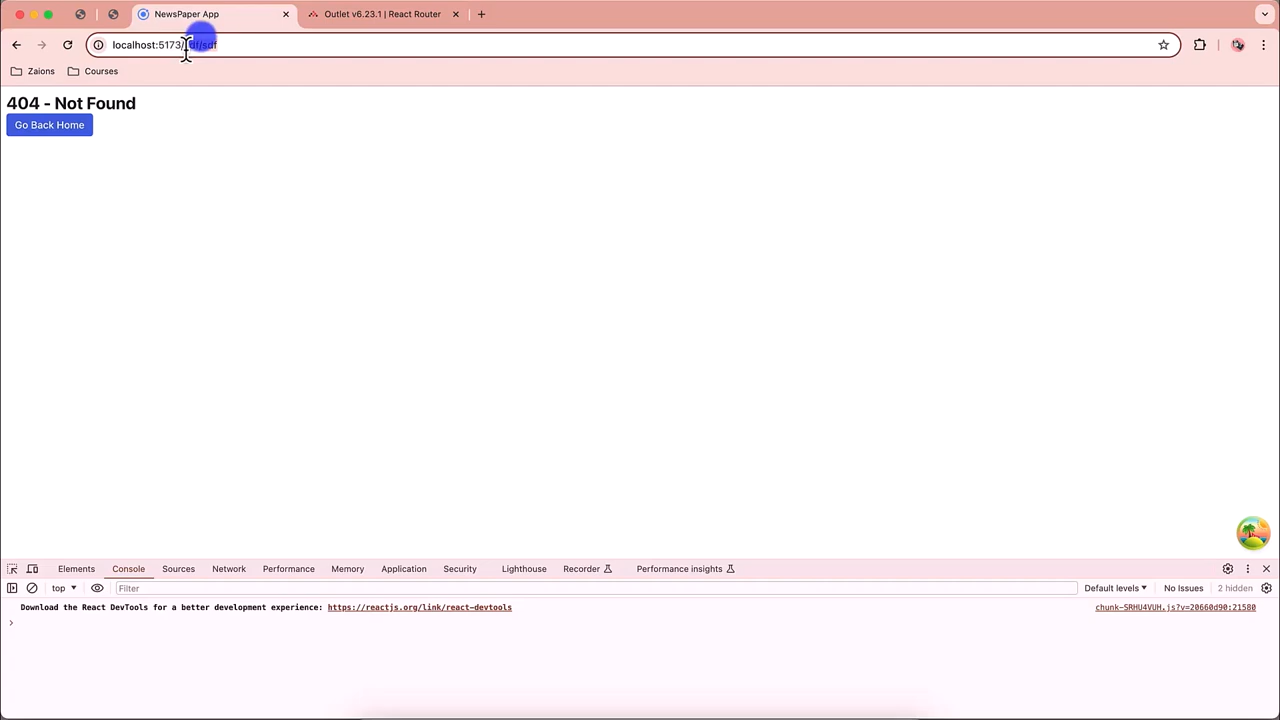 NewsPaper App
Outlet v6.23.1 | React Router
localhost:5173/
Zaions
Courses
404 - Not Found
Go Back Home
Elements
Console
Sources
Network
Performance
Memory
Application
Security
Lighthouse
Recorder
Performance insights
top
Filter
Default levels
No Issues
2 hidden
Download the React DevTools for a better development experience: https://reactjs.org/link/react-devtools
chunk-SRHU4VUH.js?v=20660d90:21580